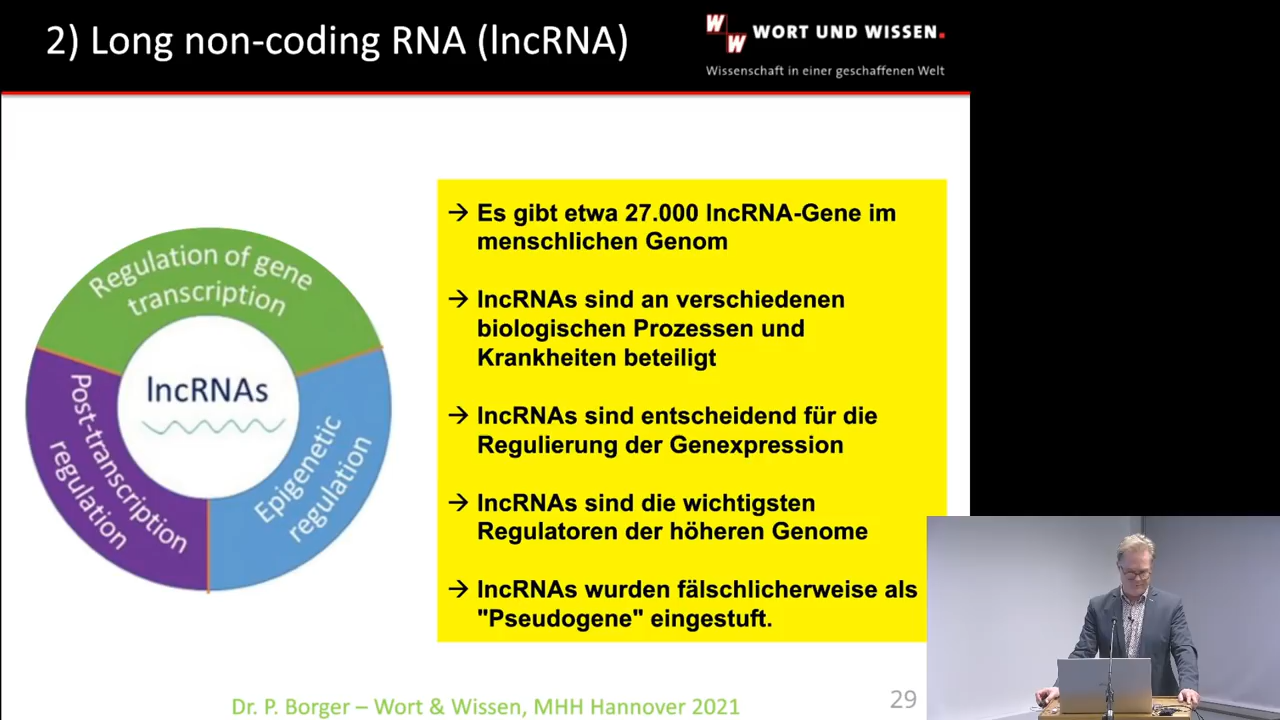 2) Long non-coding RNA (lncRNA)
W
W
WORT UND WISSEN.
Wissenschaft in einer geschaffenen Welt
Regulation of gene
transcription
lncRNAs
Post-transcription
regulation
Epigenetic
regulation
→ Es gibt etwa 27.000 lncRNA-Gene im
menschlichen Genom
→ lncRNAs sind an verschiedenen
biologischen Prozessen und
Krankheiten beteiligt
→ lncRNAs sind entscheidend für die
Regulierung der Genexpression
→ lncRNAs sind die wichtigsten
Regulatoren der höheren Genome
→ lncRNAs wurden fälschlicherweise als
"Pseudogene" eingestuft.
Dr. P. Borger – Wort & Wissen, MHH Hannover 2021
29